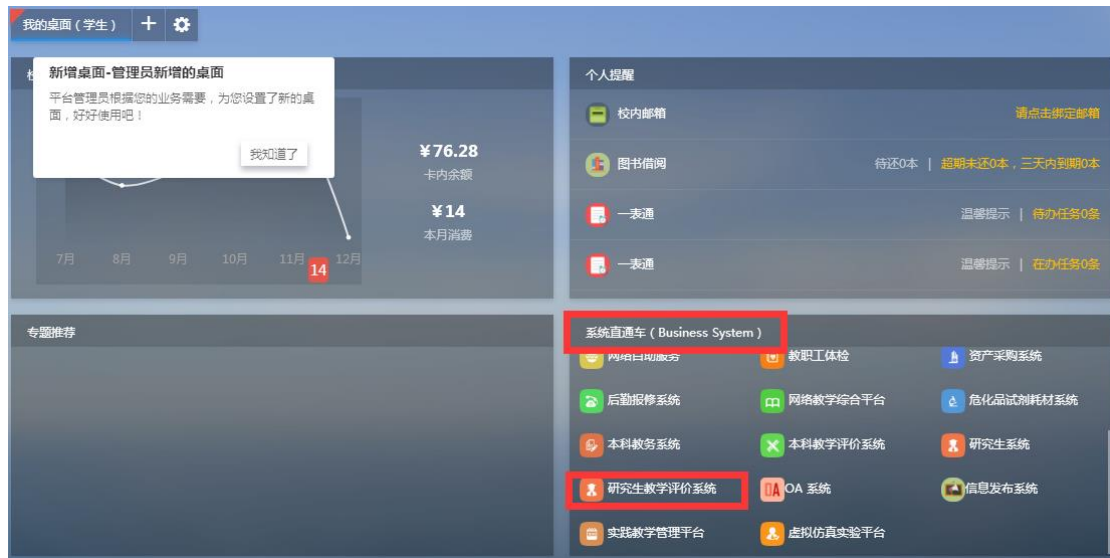 我的桌面(学生)
新增桌面-管理员新增的桌面
平台管理员根据您的业务需要,为您设置了新的桌
面,好好使用吧!
我知道了
¥76.28
卡内余额
¥14
本月消费
7月 8月 9月 10月 11月 12月
14
个人提醒
校内邮箱 请点击绑定邮箱
图书借阅 待还0本 | 超期未还0本,三天内到期0本
一表通 温馨提示 | 待办任务0条
一表通 温馨提示 | 在办任务0条
专题推荐
系统直通车(Business System)
网络自助服务 教职工体检 资产采购系统
后勤报修系统 网络教学综合平台 危化品试剂耗材系统
本科教务系统 本科教学评价系统 研究生系统
研究生教学评价系统 OA OA 系统 信息发布系统
实践教学管理平台 虚拟仿真实验平台